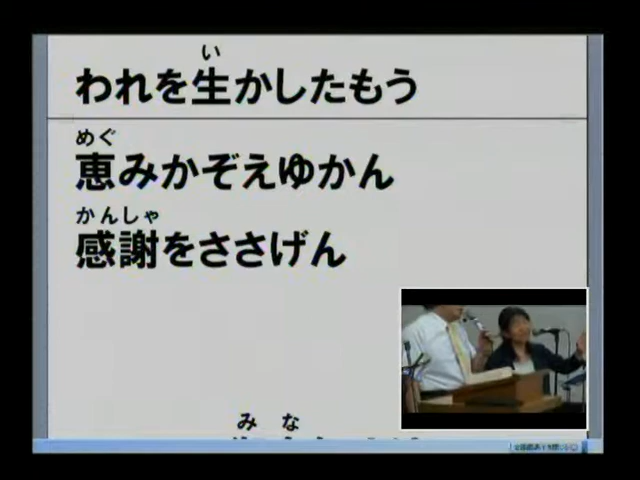 い
われを生かしたもう
めぐ
恵みかぞえゆかん
かんしゃ
感謝をささげん
み な